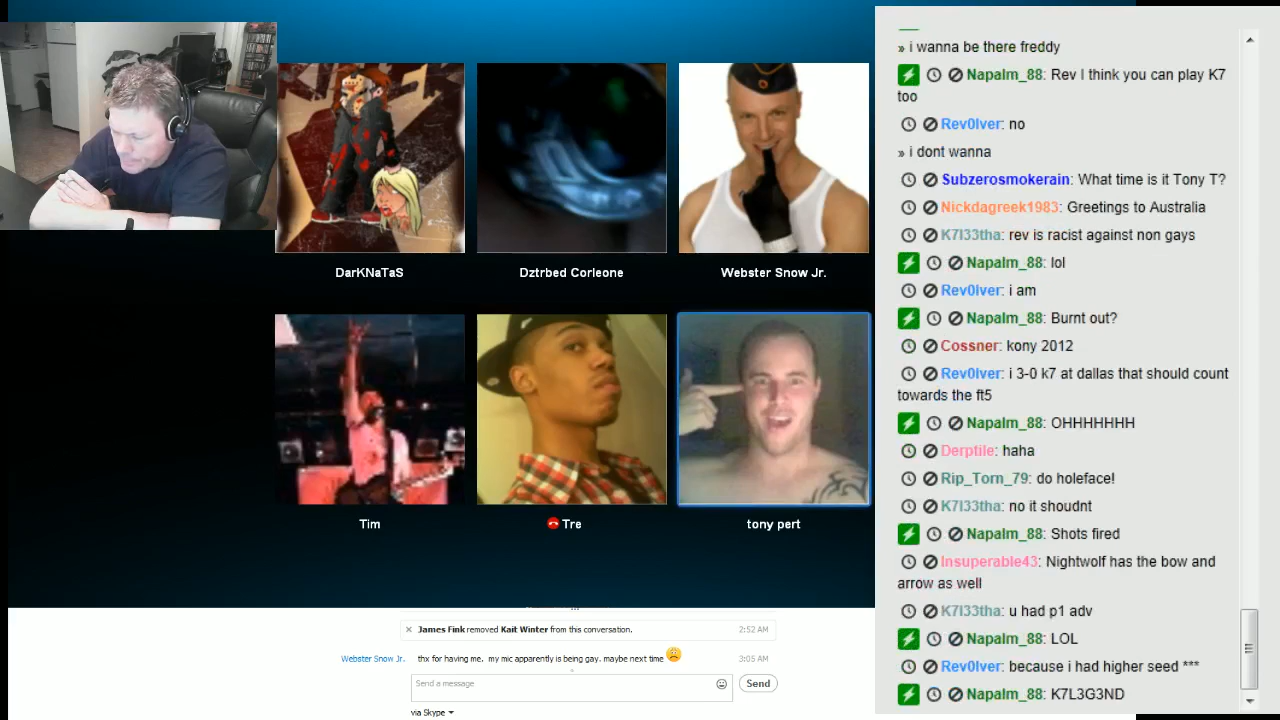 DarKNaTaS
Dztrbed Corleone
Webster Snow Jr.
Tim
Tre
tony pert
James Fink removed Kait Winter from this conversation.
2:52 AM
Webster Snow Jr.
thx for having me, my mic apparently is being gay. maybe next time
3:05 AM
Send a message
Send
via Skype
» i wanna be there freddy
Napalm_88: Rev I think you can play K7
too
Rev0lver: no
» i dont wanna
Subzerosmokerain: What time is it Tony T?
Nickdagreek1983: Greetings to Australia
K7l33tha: rev is racist against non gays
Napalm_88: lol
Rev0lver: i am
Napalm_88: Burnt out?
Cossner: kony 2012
Rev0lver: i 3-0 k7 at dallas that should count
towards the ft5
Napalm_88: OHHHHHHH
Derptile: haha
Rip_Torn_79: do holeface!
K7l33tha: no it shoudnt
Napalm_88: Shots fired
Insuperable43: Nightwolf has the bow and
arrow as well
K7l33tha: u had p1 adv
Napalm_88: LOL
Rev0lver: because i had higher seed ***
Napalm_88: K7L3G3ND